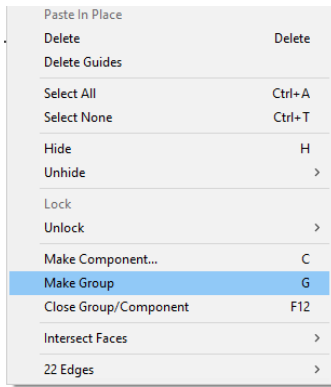 Paste In Place
Delete Delete
Delete Guides
Select All Ctrl+A
Select None Ctrl+T
Hide H
Unhide
Lock
Unlock
Make Component... C
Make Group G
Close Group/Component F12
Intersect Faces
22 Edges